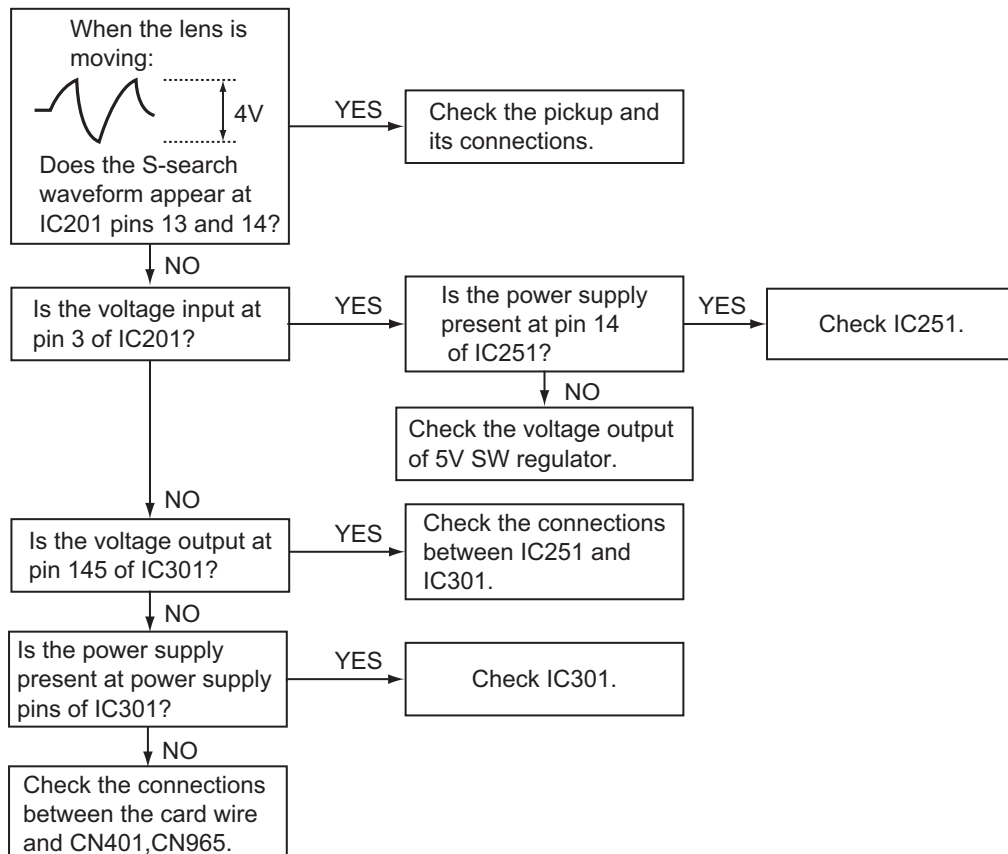 When the lens is
moving:
4V
Does the S-search
waveform appear at
IC201 pins 13 and 14?
YES
Check the pickup and
its connections.
NO
Is the voltage input at
pin 3 of IC201?
YES
Is the power supply
present at pin 14
of IC251?
YES
Check IC251.
NO
Check the voltage output
of 5V SW regulator.
NO
Is the voltage output at
pin 145 of IC301?
YES
Check the connections
between IC251 and
IC301.
NO
Is the power supply
present at power supply
pins of IC301?
YES
Check IC301.
NO
Check the connections
between the card wire
and CN401,CN965.